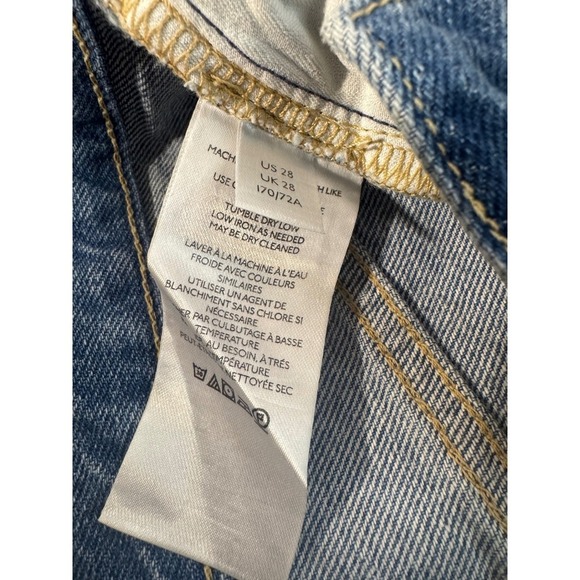 US 28
UK 28
170/72A
MACH
H LIKE
USE
TUMBLE DRY LOW
LOW IRON AS NEEDED
MAY BE DRY CLEANED
LAVER À LA MACHINE À L'EAU
FROIDE AVEC COULEURS
SIMILAIRES
UTILISER UN AGENT DE
BLANCHIMENT SANS CHLORE SI
NÉCESSAIRE
ER PAR CULBUTAGE À BASSE
TEMPÉRATURE
AU BESOIN, À TRÉS
TEMPÉRATURE
NETTOYÉE SEC